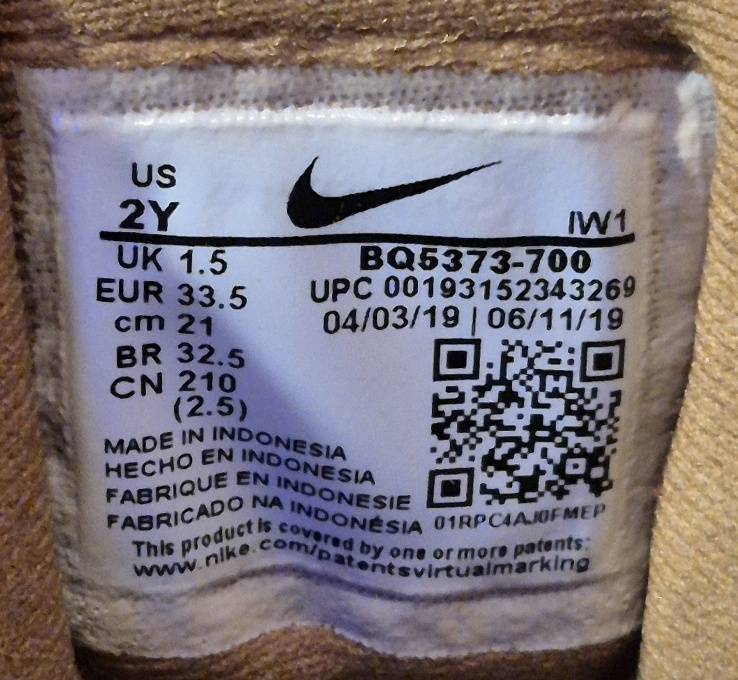 US
2Y
IW1
UK 1.5
BQ5373-700
EUR 33.5
UPC 00193152343269
cm 21
04/03/19 | 06/11/19
BR 32.5
CN 210
(2.5)
MADE IN INDONESIA
HECHO EN INDONESIA
FABRIQUE EN INDONESIE
FABRICADO NA INDONÉSIA
01RPC4AJ0FMEP
This product is covered by one or more patents:
www.nike.com/patentsvirtualmarking